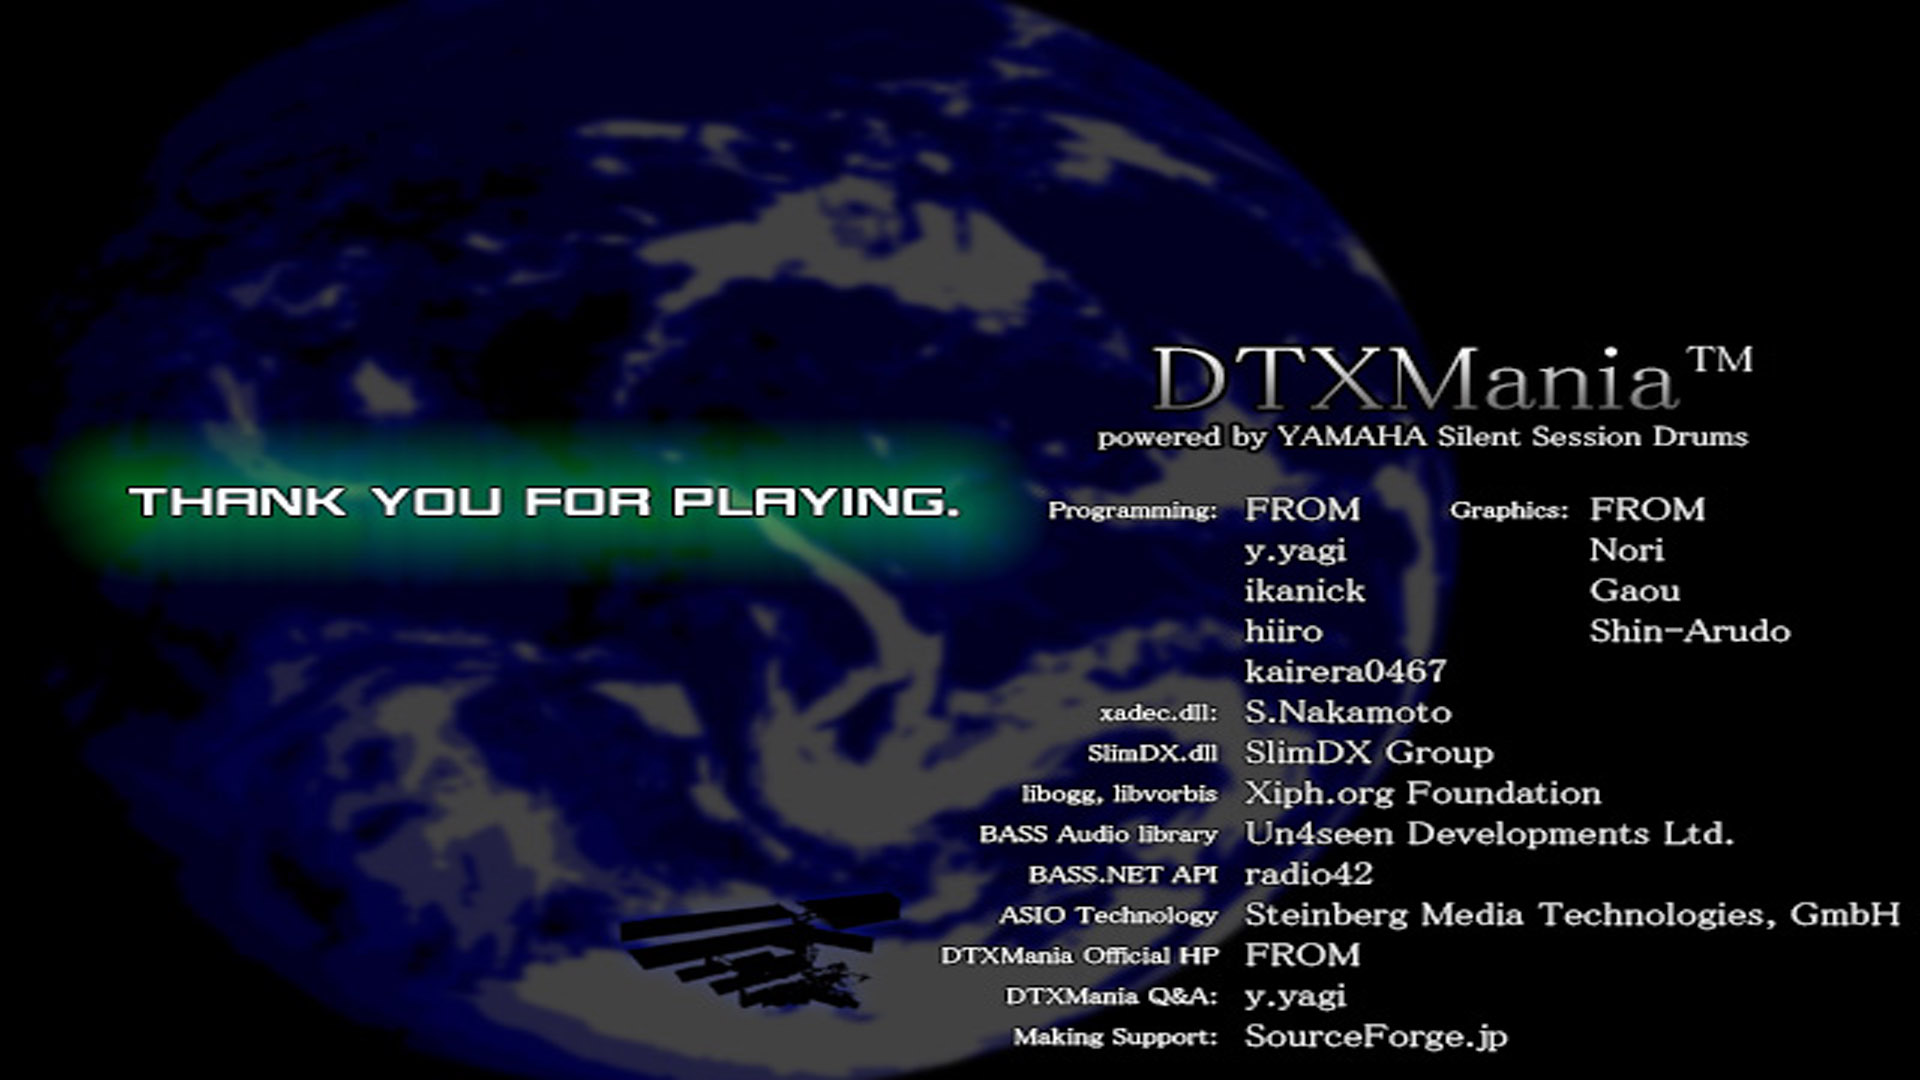 DTXMania™
powered by YAMAHA Silent Session Drums
THANK YOU FOR PLAYING.
Programming: FROM Graphics: FROM
y.yagi Nori
ikanick Gaou
hiiro Shin-Arudo
kairera0467
xadec.dll: S.Nakamoto
SlimDX.dll SlimDX Group
libogg, libvorbis Xiph.org Foundation
BASS Audio library Un4seen Developments Ltd.
BASS.NET API radio42
ASIO Technology Steinberg Media Technologies, GmbH
DTXMania Official HP FROM
DTXMania Q&A: y.yagi
Making Support: SourceForge.jp